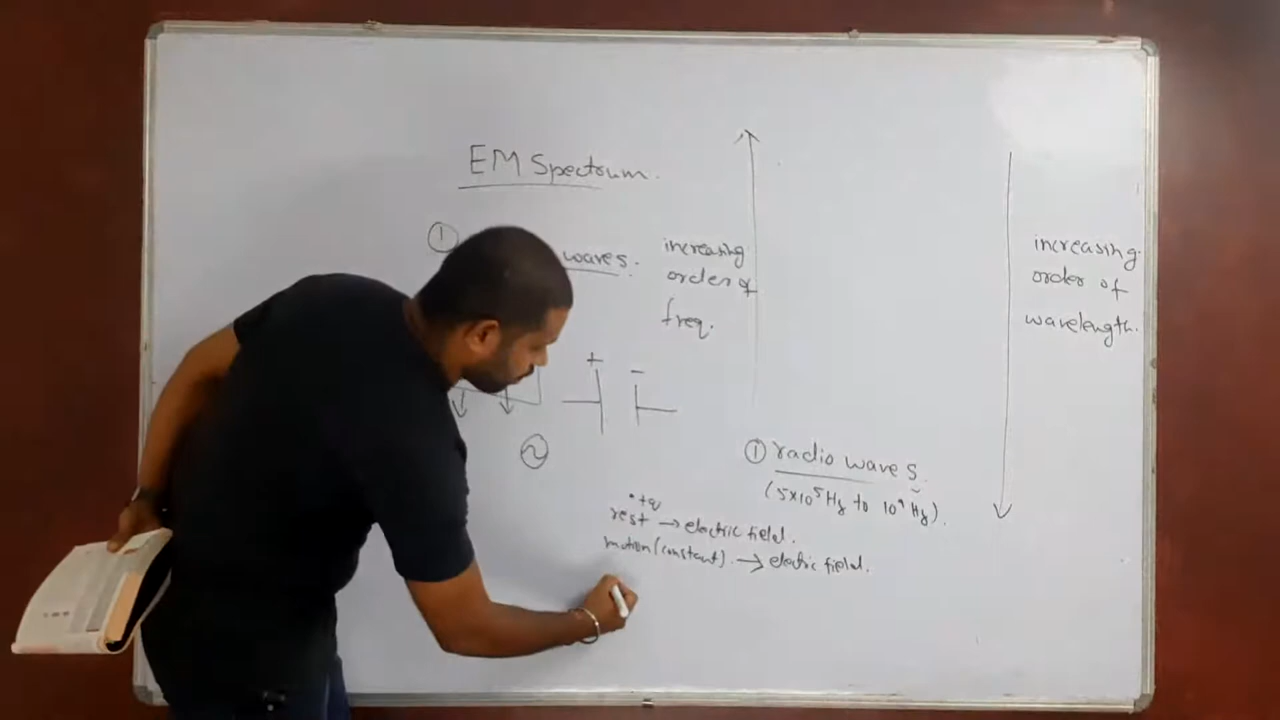 EM Spectrum.
① waves.
increasing
order of
freq.
increasing.
order of
wavelength.
+ -
① radio waves.
(5×10⁵ Hz to 10⁹ Hz).
+q
rest → electric field.
motion (constant). → electric field.